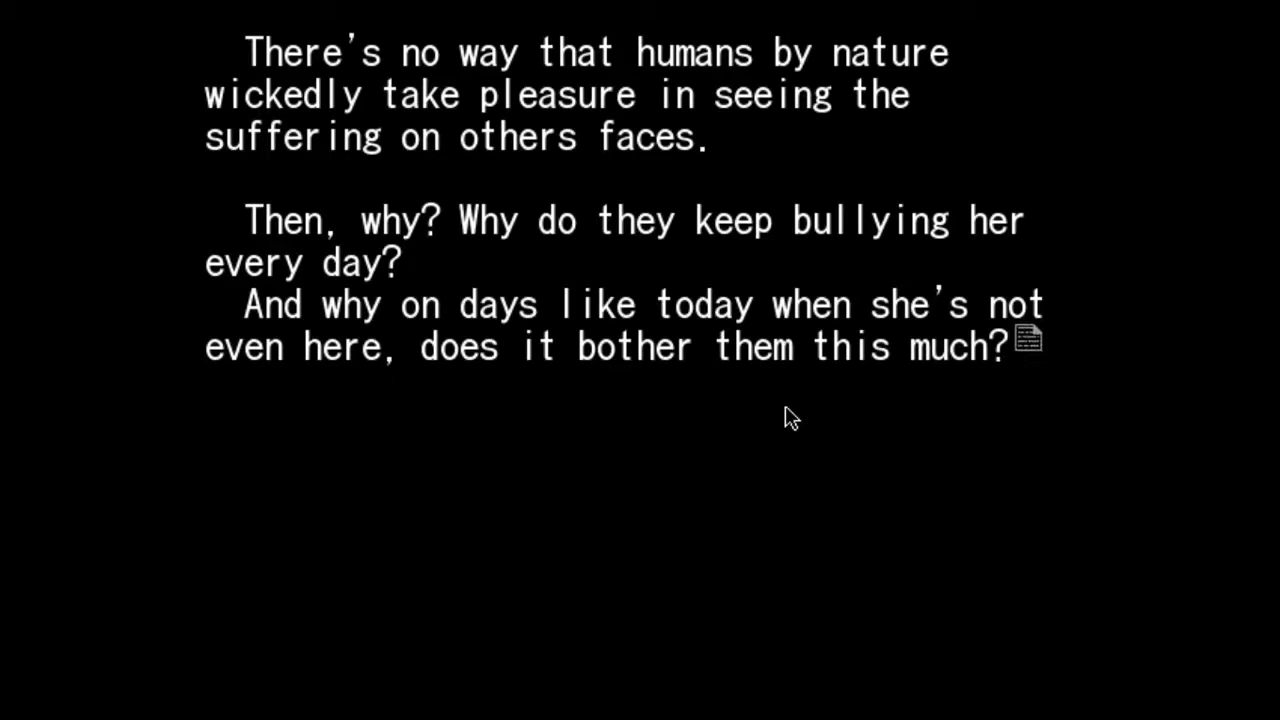 There's no way that humans by nature
wickedly take pleasure in seeing the
suffering on others faces.
Then, why? Why do they keep bullying her
every day?
And why on days like today when she's not
even here, does it bother them this much?